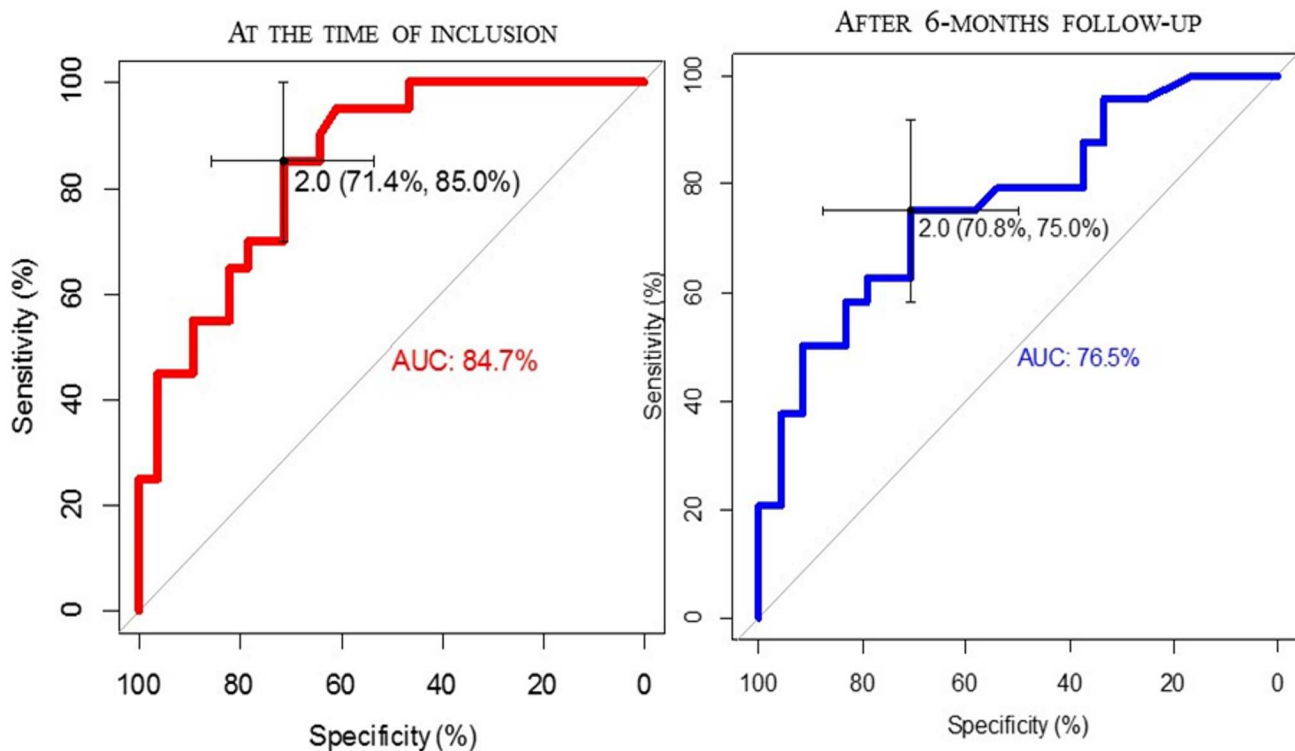 AT THE TIME OF INCLUSION
Sensitivity (%)
100
80
60
40
20
0
2.0 (71.4%, 85.0%)
AUC: 84.7%
100 80 60 40 20 0
Specificity (%)
AFTER 6-MONTHS FOLLOW-UP
Sensitivity (%)
100
80
60
40
20
0
2.0 (70.8%, 75.0%)
AUC: 76.5%
100 80 60 40 20 0
Specificity (%)